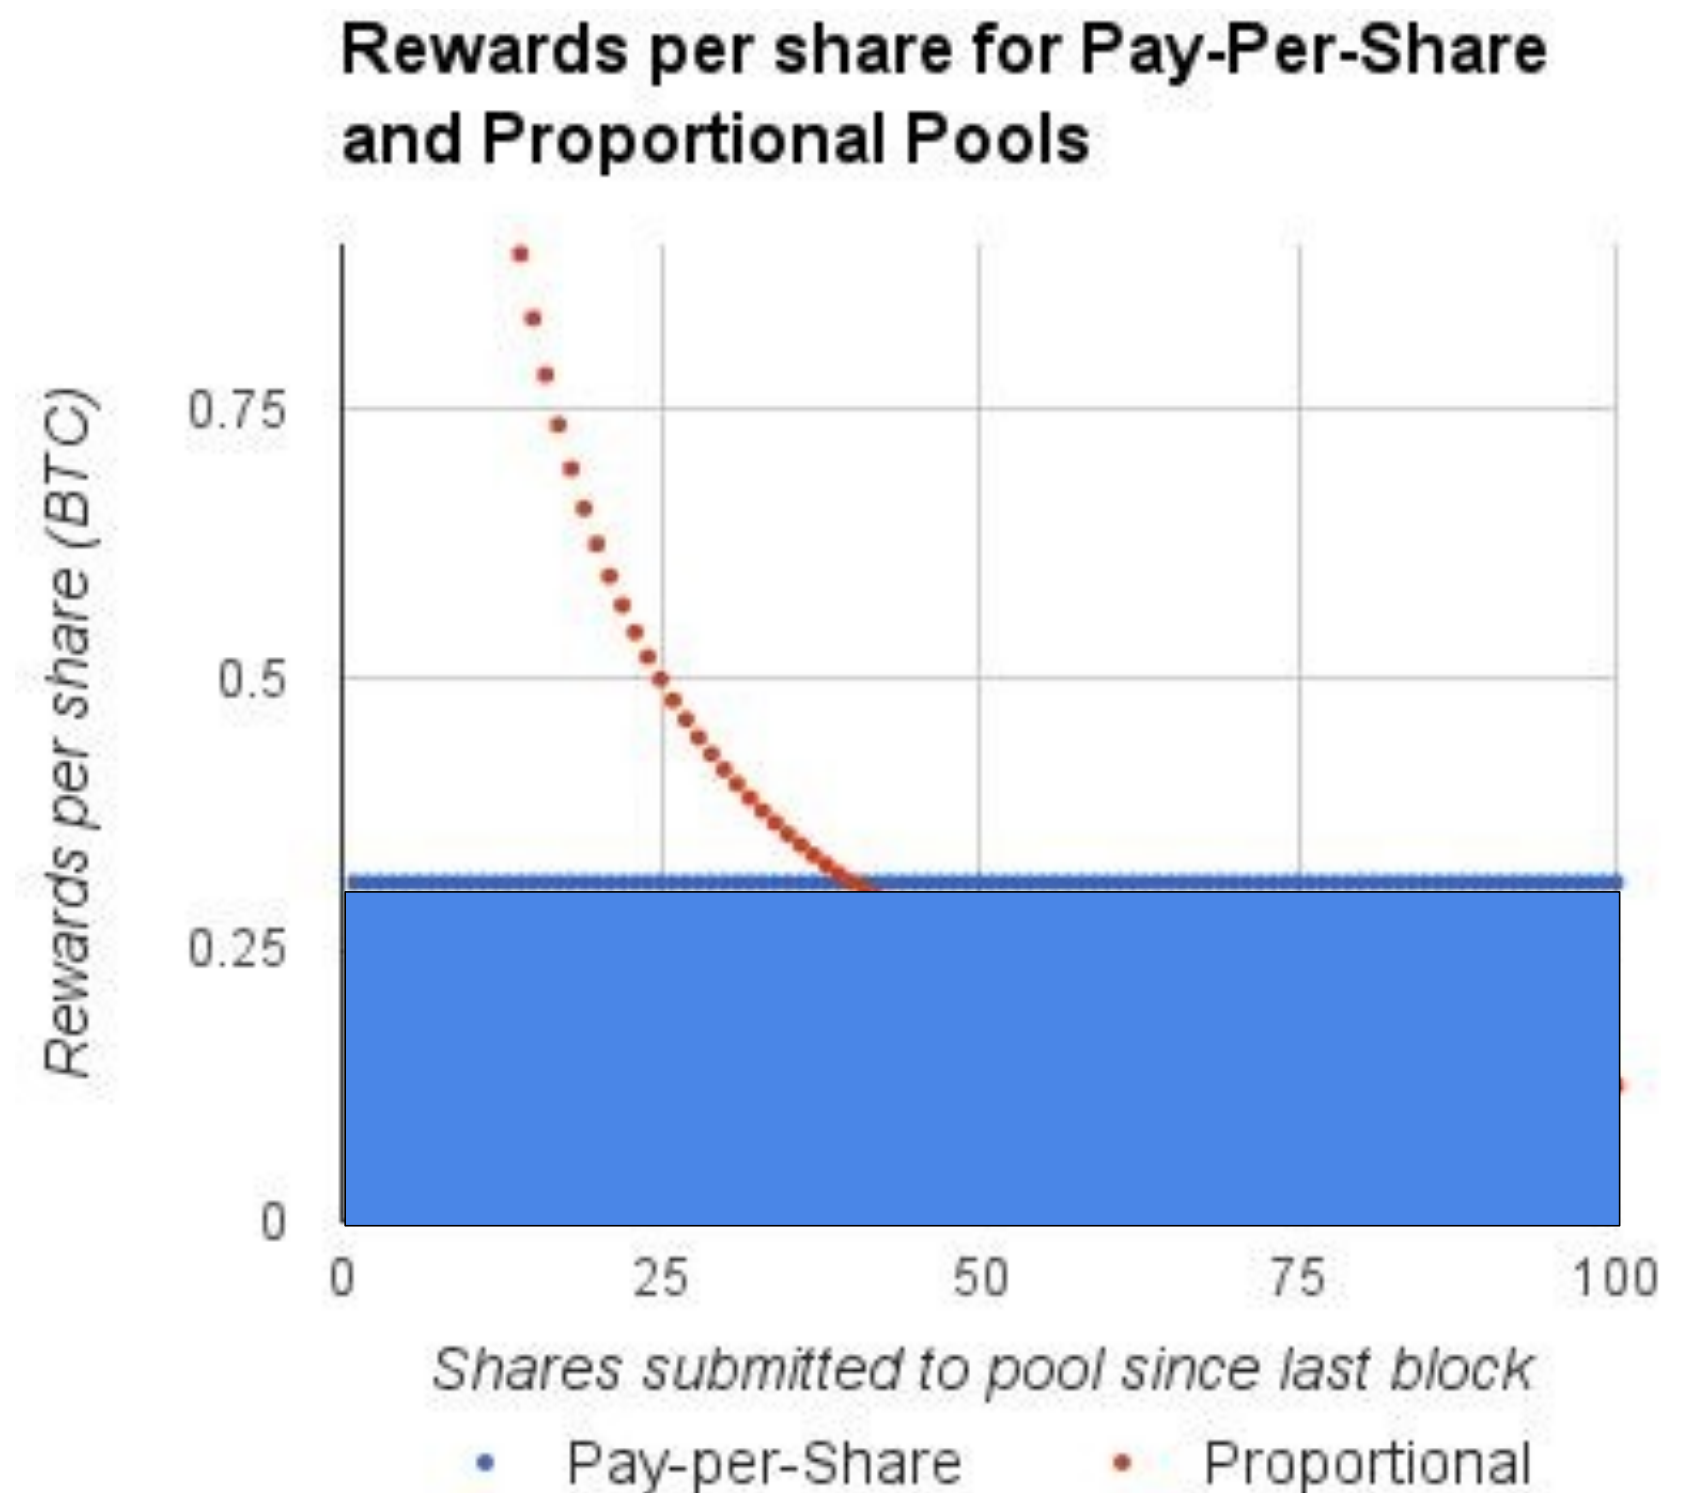 Rewards per share for Pay-Per-Share
and Proportional Pools
Rewards per share (BTC)
0.75
0.5
0.25
0
0 25 50 75 100
Shares submitted to pool since last block
Pay-per-Share Proportional